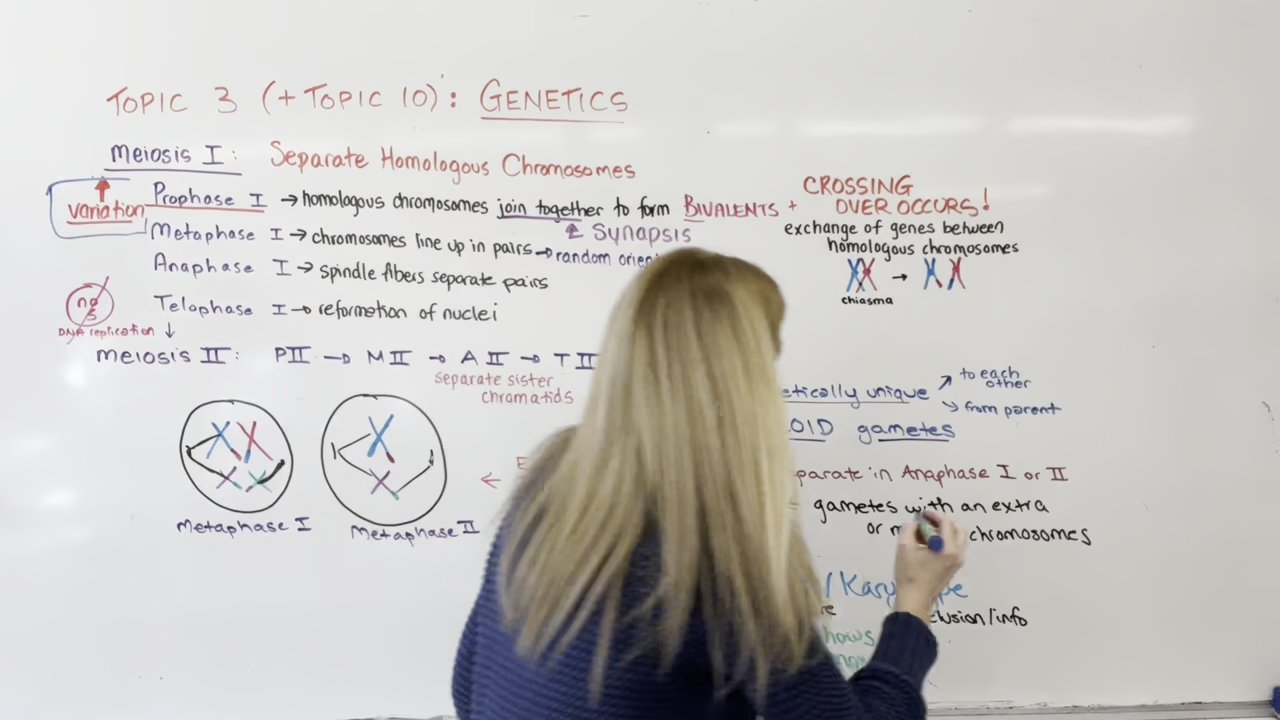 TOPIC 3 (+TOPIC 10): GENETICS
Meiosis I: Separate Homologous Chromosomes
variation
Prophase I → homologous chromosomes join together to form BIVALENTS +
CROSSING
OVER OCCURS!
exchange of genes between
homologous chromosomes
chiasma
Synapsis
Metaphase I → chromosomes line up in pairs → random
Anaphase I → spindle fibers separate pairs
Telophase I → reformation of nuclei
no
S
DNA replication ↓
Meiosis II: PII → MII → AII → TII
separate sister
chromatids
unique
to each
other
from parent
gametes
in Anaphase I or II
gametes with an extra
or chromosomes
Metaphase I
Metaphase II
/info